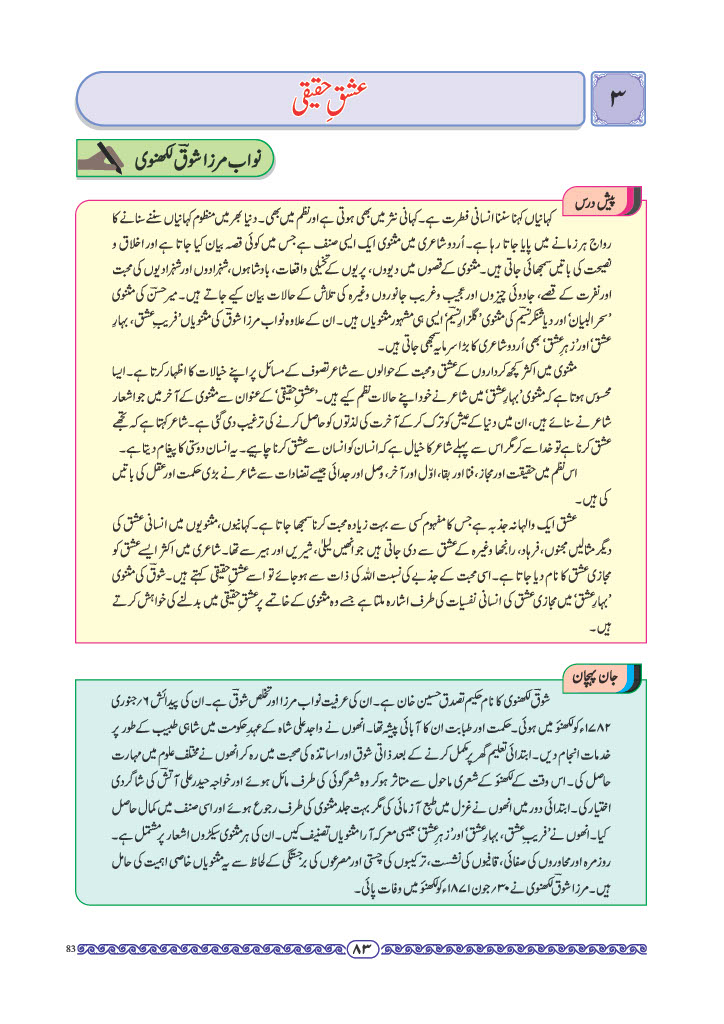 ۳
عشقِ حقیقی
نواب مرزا شوقؔ لکھنوی
پیش درس
کہانیاں کہنا سننا انسانی فطرت ہے۔ کہانی نثر میں بھی ہوتی ہے اور نظم میں بھی۔ دنیا بھر میں منظوم کہانیاں سننے سنانے کا
رواج ہر زمانے میں پایا جاتا رہا ہے۔ اُردو شاعری میں مثنوی ایک ایسی صنف ہے جس میں کوئی قصہ بیان کیا جاتا ہے اور اخلاق و
نصیحت کی باتیں سمجھائی جاتی ہیں۔ مثنوی کے قصوں میں دیووں، پریوں کے تخیلی واقعات، بادشاہوں، شہزادوں اور شہزادیوں کی محبت
اور نفرت کے قصے، جادوئی چیزوں اور عجیب و غریب جانوروں وغیرہ کی تلاش کے حالات بیان کیے جاتے ہیں۔ میر حسنؔ کی مثنوی
’سحر البیان‘ اور دیا شنکر نسیمؔ کی مثنوی ’گلزارِ نسیم‘ ایسی ہی مشہور مثنویاں ہیں۔ ان کے علاوہ نواب مرزا شوقؔ کی مثنویاں ’فریبِ عشق، بہارِ
عشق‘ اور ’زہرِ عشق‘ بھی اُردو شاعری کا بڑا سرمایہ سمجھی جاتی ہیں۔
مثنوی میں اکثر کچھ کرداروں کے عشق و محبت کے حوالوں سے شاعر تصوف کے مسائل پر اپنے خیالات کا اظہار کرتا ہے۔ ایسا
محسوس ہوتا ہے کہ مثنوی ’بہارِ عشق‘ میں شاعر نے خود اپنے حالات نظم کیے ہیں۔ ’عشقِ حقیقی‘ کے عنوان سے مثنوی کے آخر میں جو اشعار
شاعر نے سنائے ہیں، ان میں دنیا کے عیش کو ترک کر کے آخرت کی لذتوں کو حاصل کرنے کی ترغیب دی گئی ہے۔ شاعر کہتا ہے کہ تجھے
عشق کرنا ہے تو خدا سے کر مگر اس سے پہلے شاعر کا خیال ہے کہ انسان کو انسان سے عشق کرنا چاہیے۔ یہ انسان دوستی کا پیغام دیتا ہے۔
اس نظم میں حقیقت اور مجاز، فنا اور بقا، اوّل اور آخر، وصل اور جدائی جیسے تضادات سے شاعر نے بڑی حکمت اور عقل کی باتیں
کی ہیں۔
عشق ایک والہانہ جذبہ ہے جس کا مفہوم کسی سے بہت زیادہ محبت کرنا سمجھا جاتا ہے۔ کہانیوں، مثنویوں میں انسانی عشق کی
دیگر مثالیں مجنوں، فرہاد، رانجھا وغیرہ کے عشق سے دی جاتی ہیں جو انھیں لیلیٰ، شیریں اور ہیر سے تھا۔ شاعری میں اکثر ایسے عشق کو
مجازی عشق کا نام دیا جاتا ہے۔ اسی محبت کے جذبے کی نسبت اللہ کی ذات سے ہوجائے تو اسے عشقِ حقیقی کہتے ہیں۔ شوقؔ کی مثنوی
’بہارِ عشق‘ میں مجازی عشق کی انسانی نفسیات کی طرف اشارہ ملتا ہے جسے وہ مثنوی کے خاتمے پر عشقِ حقیقی میں بدلنے کی خواہش کرتے
ہیں۔
جان پہچان
شوقؔ لکھنوی کا نام حکیم تصدق حسین خان ہے۔ ان کی عرفیت نواب مرزا اور تخلص شوقؔ ہے۔ ان کی پیدائش ۶؍جنوری
۱۷۸۲ء کو لکھنؤ میں ہوئی۔ حکمت اور طبابت ان کا آبائی پیشہ تھا۔ انھوں نے واجد علی شاہ کے عہدِ حکومت میں شاہی طبیب کے طور پر
خدمات انجام دیں۔ ابتدائی تعلیم گھر پر مکمل کرنے کے بعد ذاتی شوق اور اساتذہ کی صحبت میں رہ کر انھوں نے مختلف علوم میں مہارت
حاصل کی۔ اس وقت کے لکھنؤ کے شعری ماحول سے متاثر ہوکر وہ شعر گوئی کی طرف مائل ہوئے اور خواجہ حیدر علی آتشؔ کی شاگردی
اختیار کی۔ ابتدائی دور میں انھوں نے غزل میں طبع آزمائی کی مگر بہت جلد مثنوی کی طرف رجوع ہوئے اور اسی صنف میں کمال حاصل
کیا۔ انھوں نے ’فریبِ عشق، بہارِ عشق‘ اور ’زہرِ عشق‘ جیسی معرکہ آرا مثنویاں تصنیف کیں۔ ان کی ہر مثنوی سیکڑوں اشعار پر مشتمل ہے۔
روزمرہ اور محاوروں کی صفائی، قافیوں کی نشست، ترکیبوں کی چستی اور مصرعوں کی برجستگی کے لحاظ سے یہ مثنویاں خاصی اہمیت کی حامل
ہیں۔ مرزا شوقؔ لکھنوی نے ۳۰؍جون ۱۸۷۱ء کو لکھنؤ میں وفات پائی۔
۸۳
83